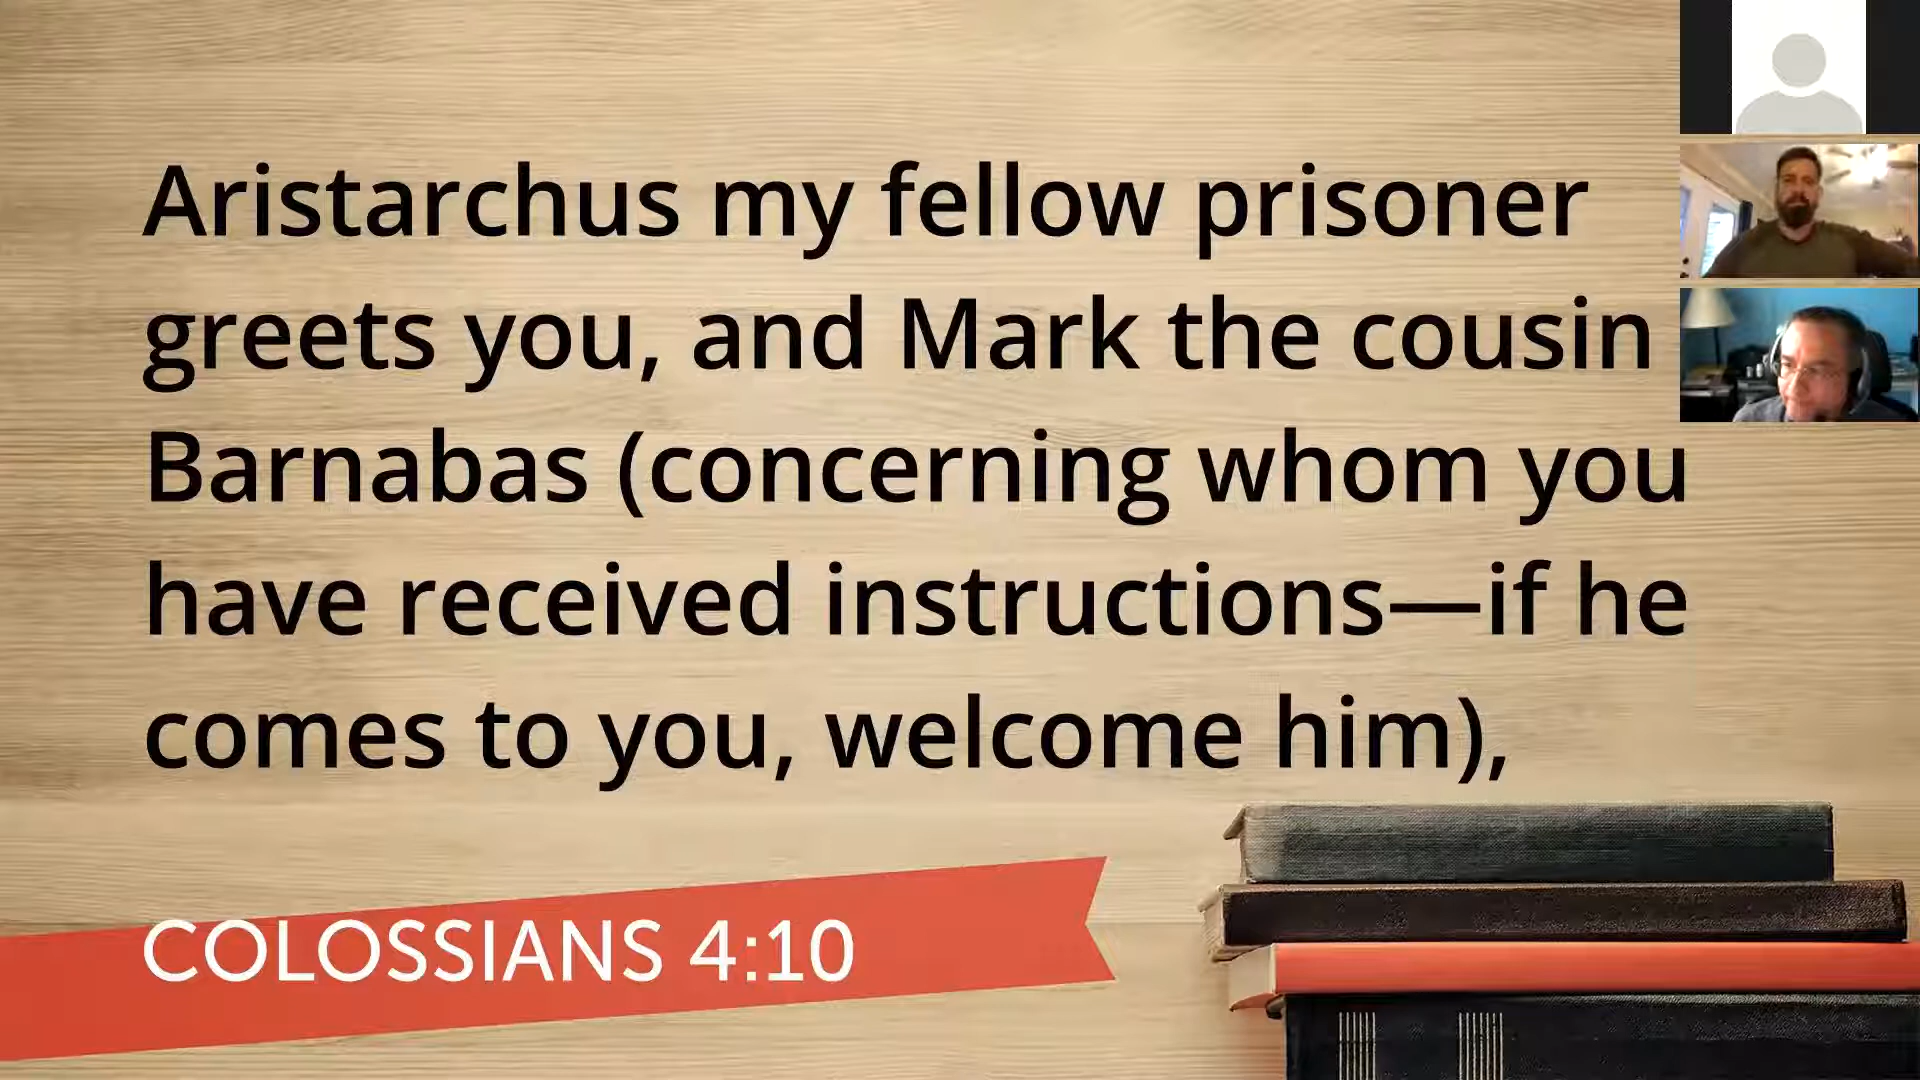 Aristarchus my fellow prisoner
greets you, and Mark the cousin
Barnabas (concerning whom you
have received instructions—if he
comes to you, welcome him),
COLOSSIANS 4:10